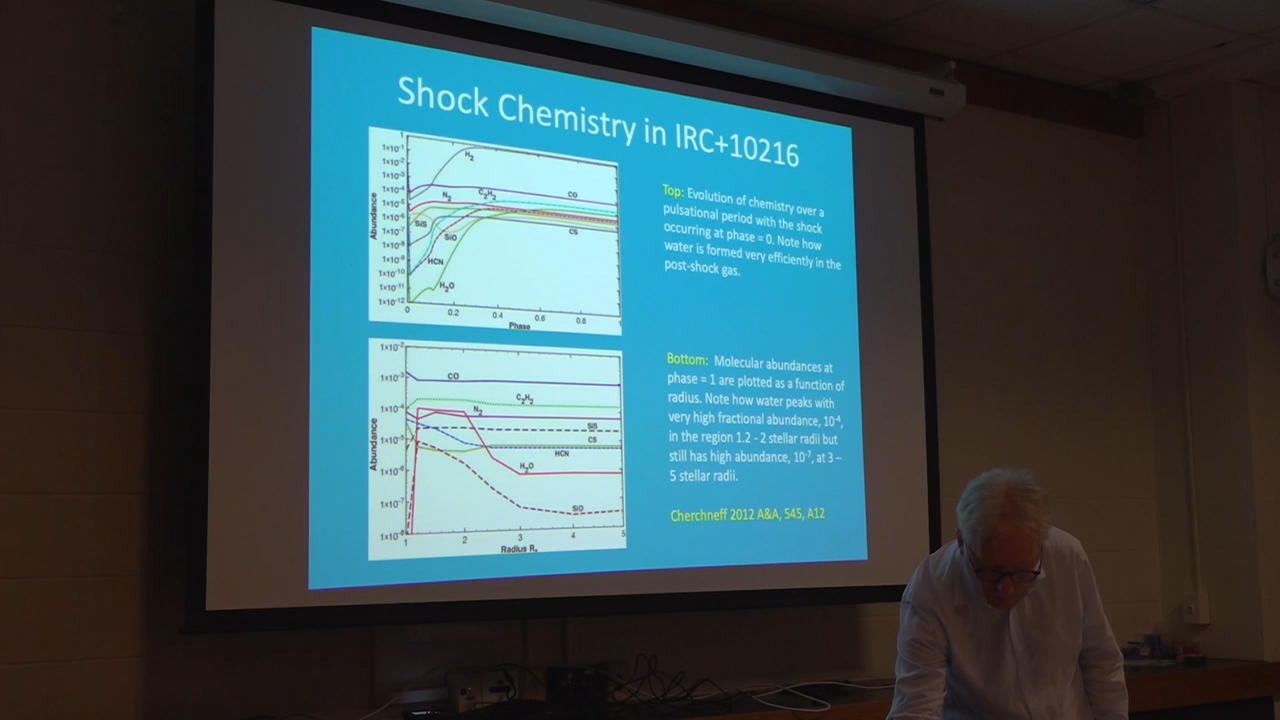 Shock Chemistry in IRC+10216
1
1x10-1
1x10-2
1x10-3
1x10-4
1x10-5
1x10-6
1x10-7
1x10-8
1x10-9
1x10-10
1x10-11
1x10-12
Abundance
H2
CO
N2
C2H2
SiS
SiO
CS
HCN
H2O
0 0.2 0.4 0.6 0.8 1
Phase
Top: Evolution of chemistry over a
pulsational period with the shock
occurring at phase = 0. Note how
water is formed very efficiently in the
post-shock gas.
1x10-2
1x10-3
1x10-4
1x10-5
1x10-6
1x10-7
1x10-8
Abundance
CO
C2H2
N2
SiS
CS
HCN
H2O
SiO
1 2 3 4 5
Radius R*
Bottom: Molecular abundances at
phase = 1 are plotted as a function of
radius. Note how water peaks with
very high fractional abundance, 10-4,
in the region 1.2 - 2 stellar radii but
still has high abundance, 10-7, at 3 –
5 stellar radii.
Cherchneff 2012 A&A, 545, A12